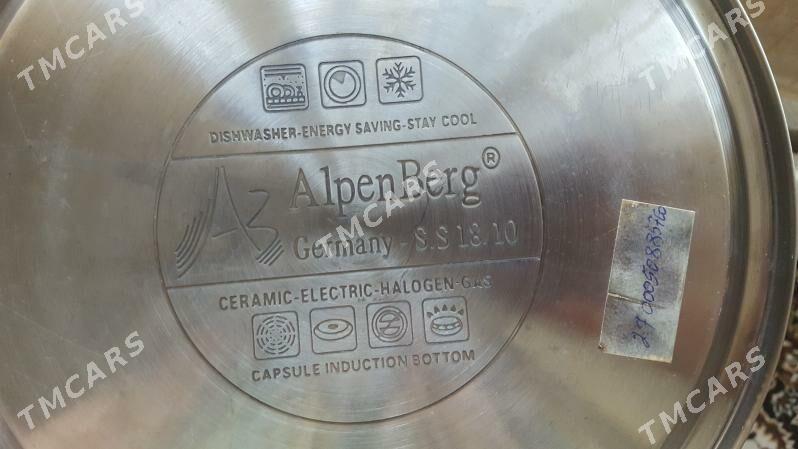 DISHWASHER-ENERGY SAVING-STAY COOL
AB AlpenBerg®
Germany - S.S 18.10
CERAMIC-ELECTRIC-HALOGEN-GAS
CAPSULE INDUCTION BOTTOM
TMCARS
TMCARS
TMCARS
TMCARS
TMCARS